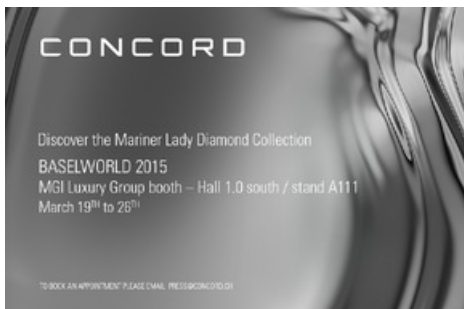 CONCORD
Discover the Mariner Lady Diamond Collection
BASELWORLD 2015
MGI Luxury Group booth – Hall 1.0 south / stand A111
March 19TH to 26TH
TO BOOK AN APPOINTMENT PLEASE EMAIL PRESS@CONCORD.CH